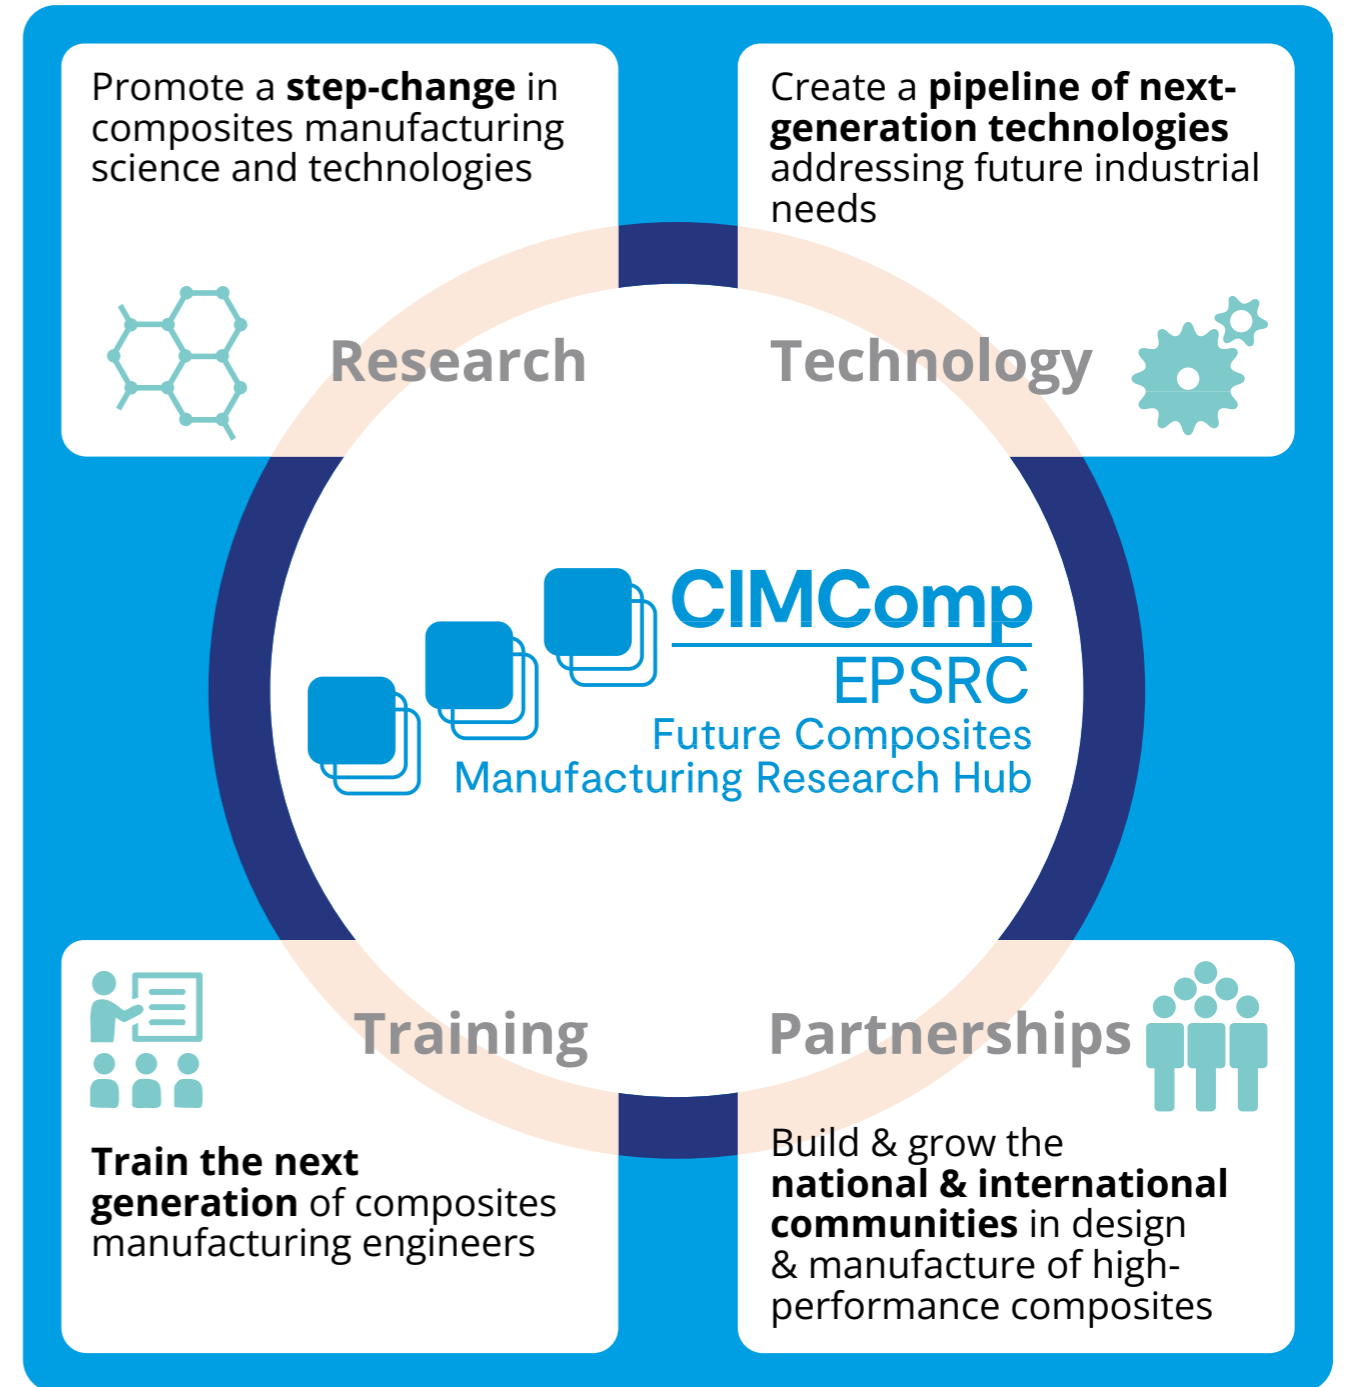 Promote a step-change in
composites manufacturing
science and technologies
Research
Create a pipeline of next-
generation technologies
addressing future industrial
needs
Technology
CIMComp
EPSRC
Future Composites
Manufacturing Research Hub
Training
Train the next
generation of composites
manufacturing engineers
Partnerships
Build & grow the
national & international
communities in design
& manufacture of high-
performance composites